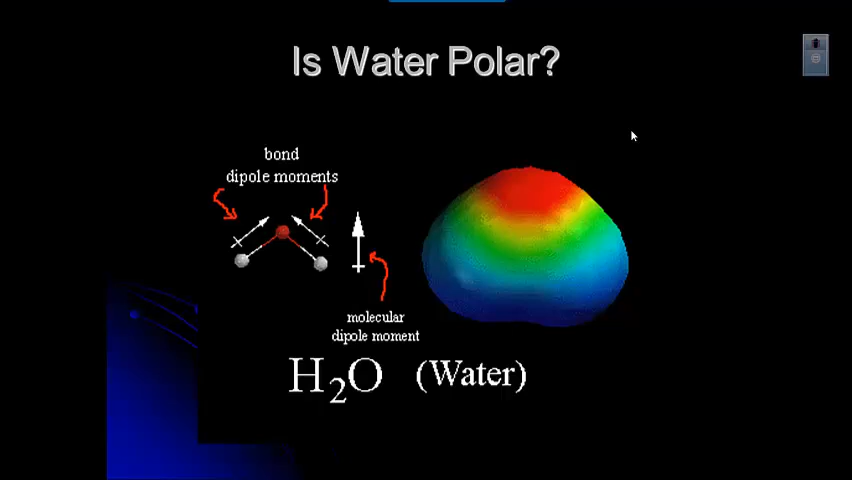 Is Water Polar?
bond
dipole moments
molecular
dipole moment
H₂O (Water)